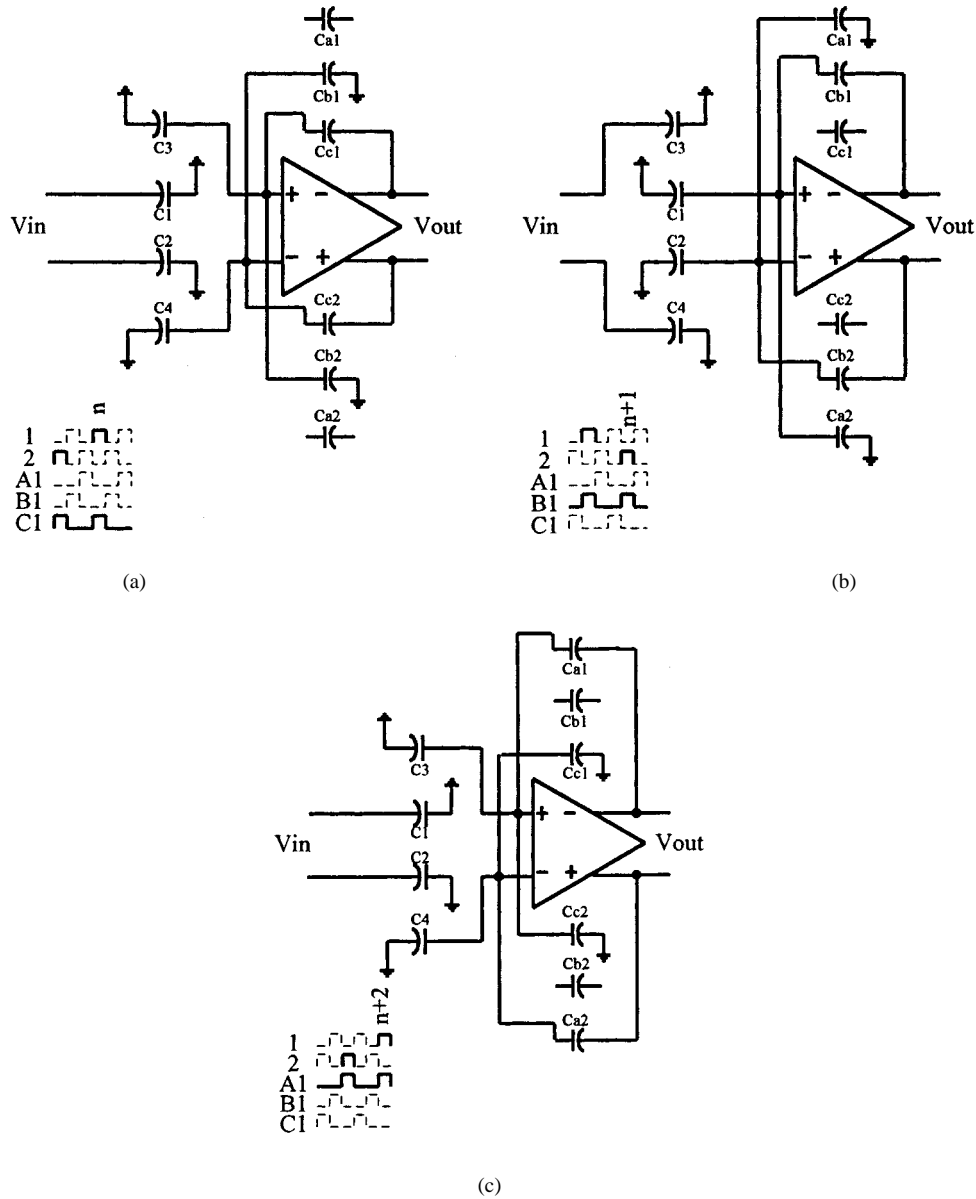 Ca1
Cb1
C3
Cc1
C1
Vin
+ −
Vout
C2
− +
C4
Cc2
Cb2
Ca2
n
1
2
A1
B1
C1
(a)
Ca1
Cb1
C3
Cc1
C1
Vin
+ −
Vout
C2
− +
C4
Cc2
Cb2
Ca2
n+1
1
2
A1
B1
C1
(b)
Ca1
Cb1
C3
Cc1
C1
Vin
+ −
Vout
C2
− +
C4
Cc2
Cb2
Ca2
n+2
1
2
A1
B1
C1
(c)